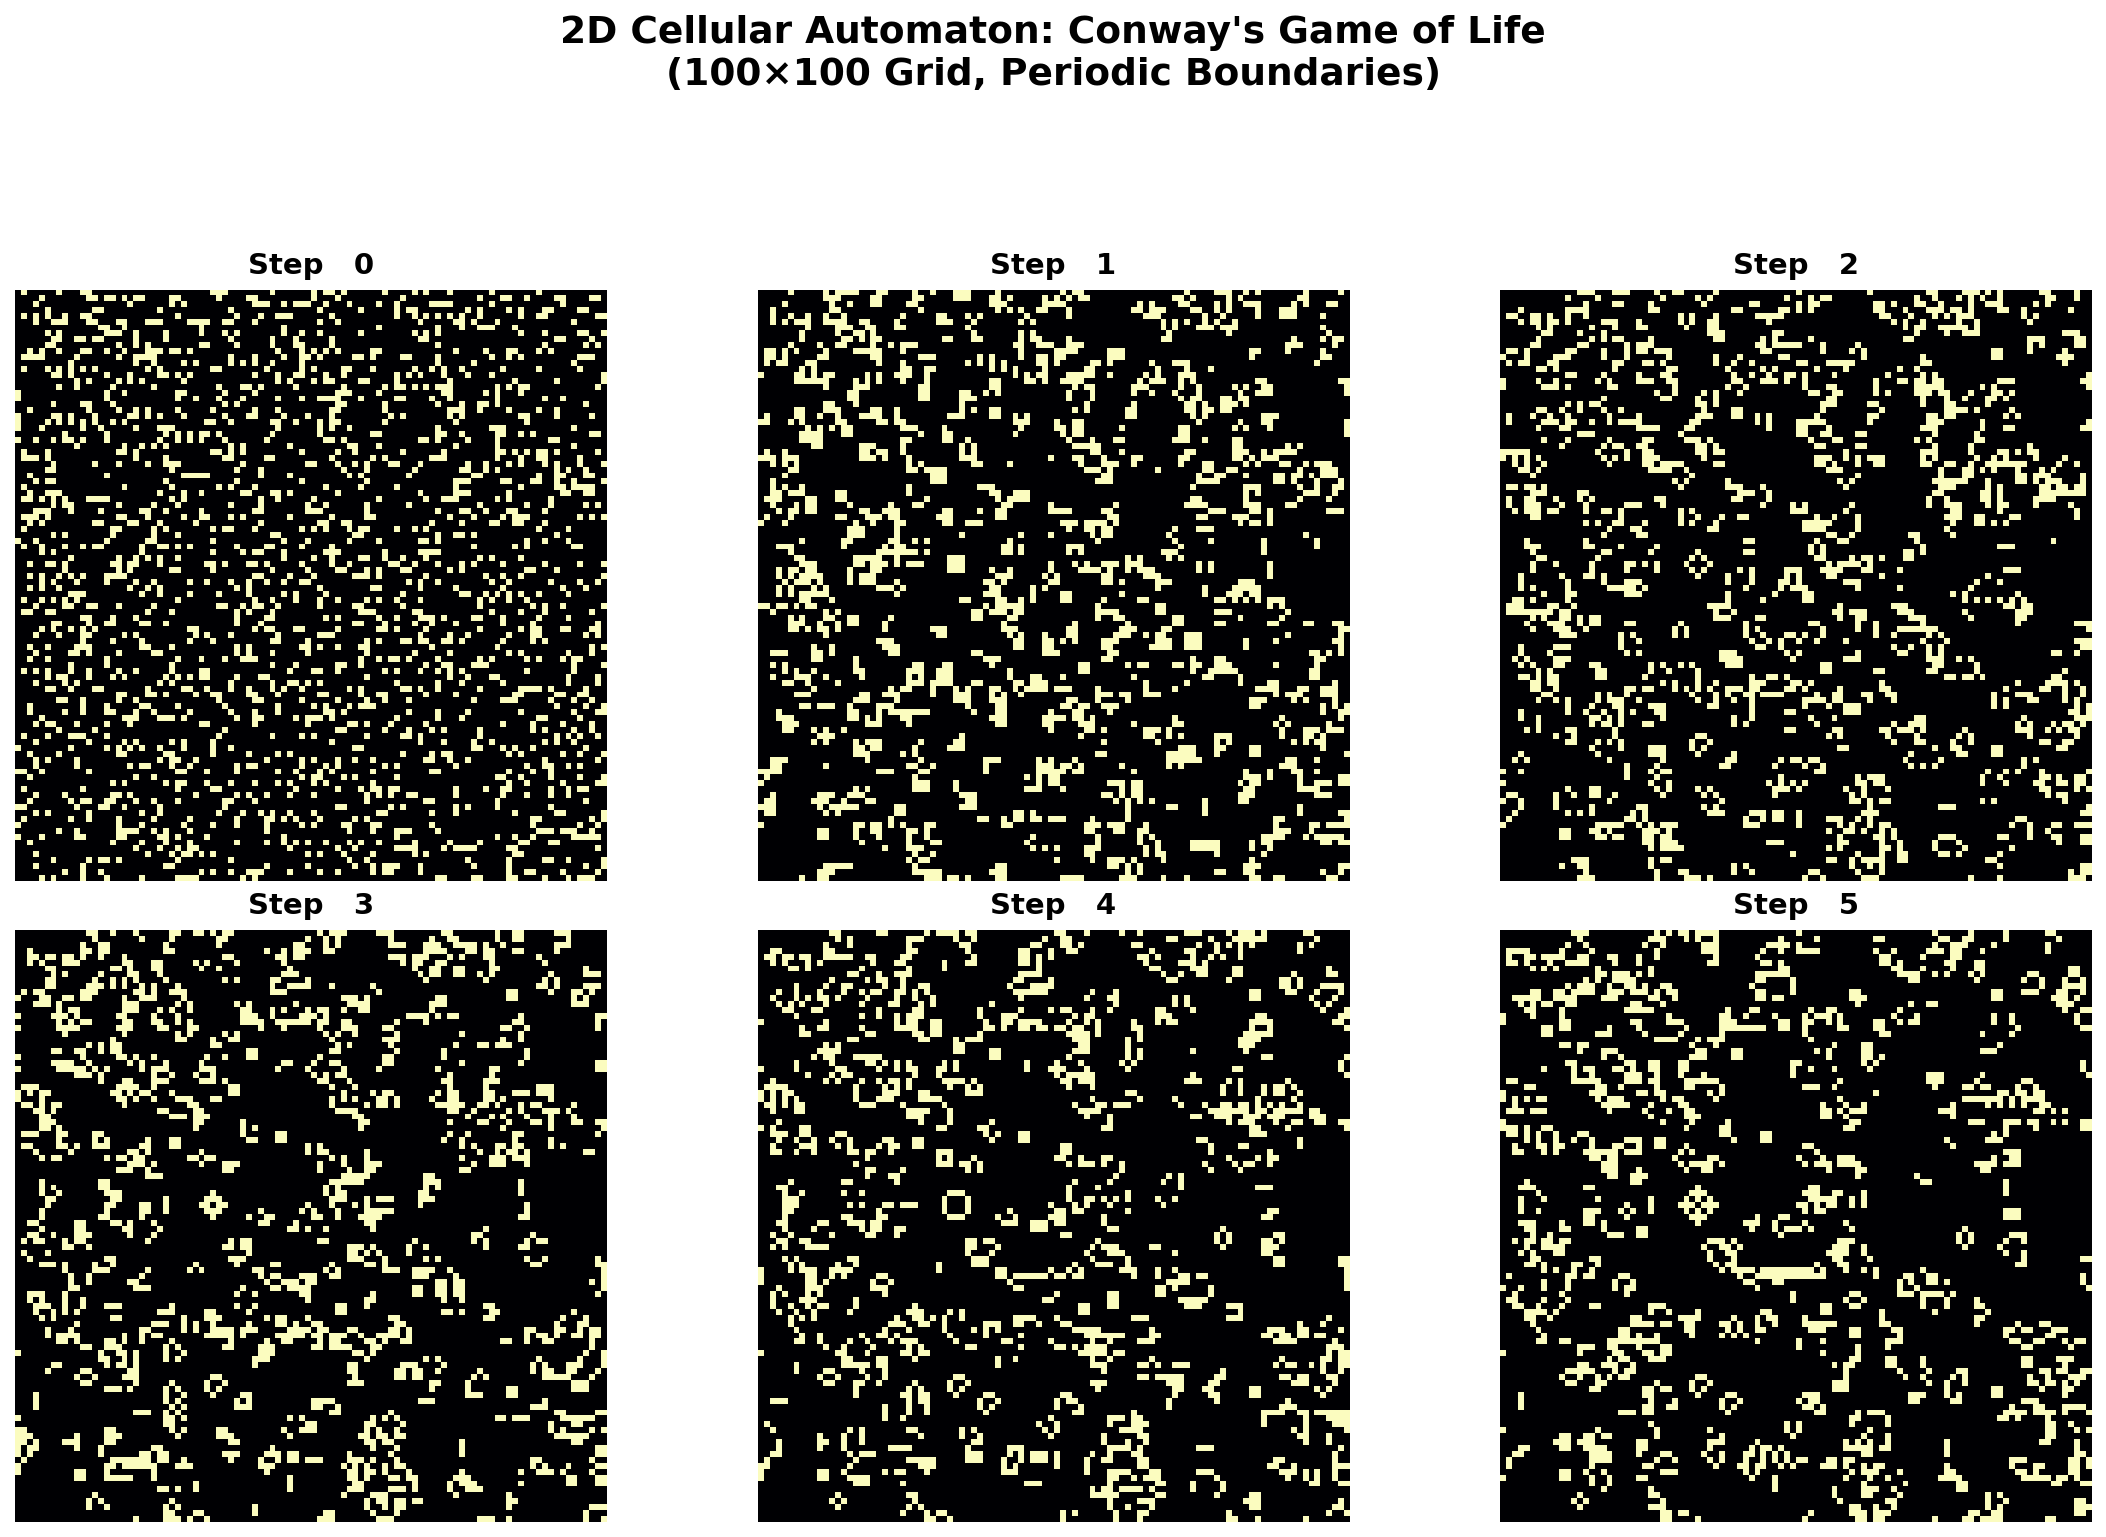 2D Cellular Automaton: Conway's Game of Life
(100×100 Grid, Periodic Boundaries)
Step   0
Step   1
Step   2
Step   3
Step   4
Step   5